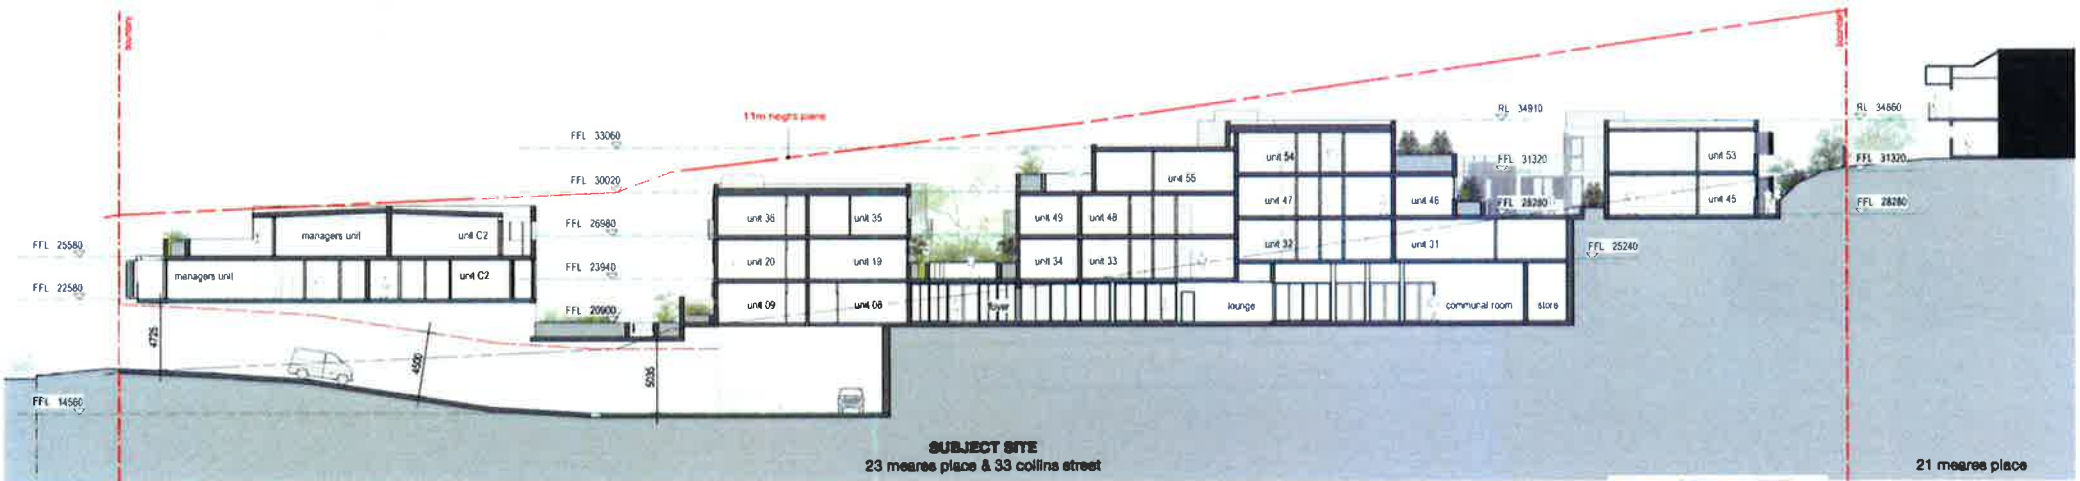 boundary
boundary
11m height plane
FFL 33060
FFL 30020
FFL 26980
FFL 23940
FFL 20900
FFL 25580
FFL 22580
FFL 14560
managers unit
unit C2
managers unit
unit C2
4725
4500
5035
unit 36
unit 35
unit 20
unit 19
unit 09
unit 08
foyer
unit 49
unit 48
unit 34
unit 33
unit 55
unit 54
unit 47
unit 46
unit 32
unit 31
lounge
communal room
store
RL 34910
FFL 31320
FFL 28280
FFL 25240
unit 53
unit 45
RL 34860
FFL 31320
FFL 28280
SUBJECT SITE
23 meares place & 33 collins street
21 meares place